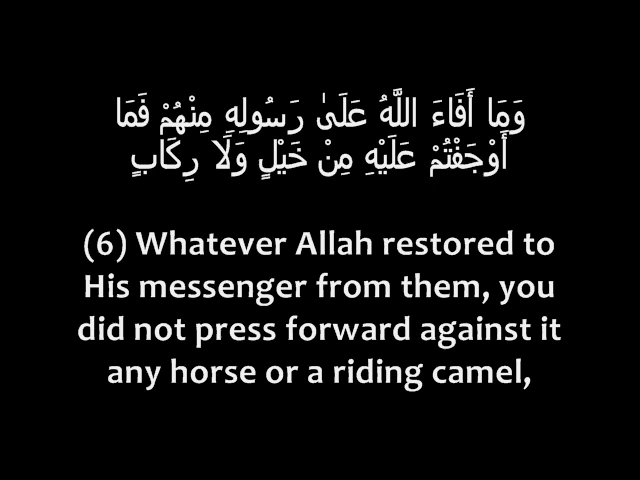 وَمَا أَفَاءَ اللَّهُ عَلَىٰ رَسُولِهِ مِنْهُمْ فَمَا
أَوْجَفْتُمْ عَلَيْهِ مِنْ خَيْلٍ وَلَا رِكَابٍ
(6) Whatever Allah restored to
His messenger from them, you
did not press forward against it
any horse or a riding camel,